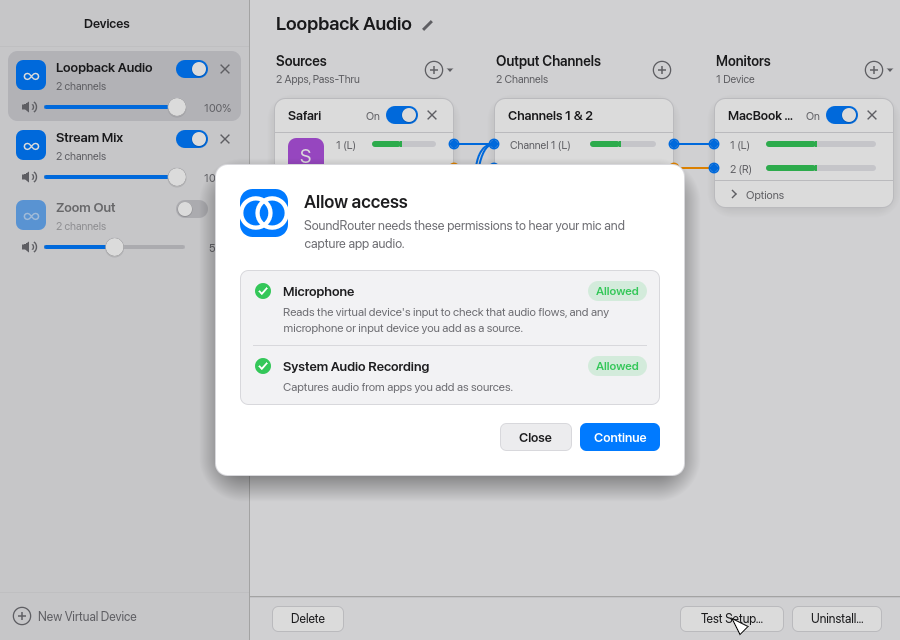 Devices
Loopback Audio
2 channels
100%
Stream Mix
2 channels
10
Zoom Out
2 channels
5
New Virtual Device
Loopback Audio
Sources
2 Apps, Pass-Thru
Output Channels
2 Channels
Monitors
1 Device
Safari
On
S
1 (L)
Channels 1 & 2
Channel 1 (L)
MacBook ...
On
1 (L)
2 (R)
Options
Allow access
SoundRouter needs these permissions to hear your mic and
capture app audio.
Microphone
Allowed
Reads the virtual device's input to check that audio flows, and any
microphone or input device you add as a source.
System Audio Recording
Allowed
Captures audio from apps you add as sources.
Close
Continue
Delete
Test Setup...
Uninstall...